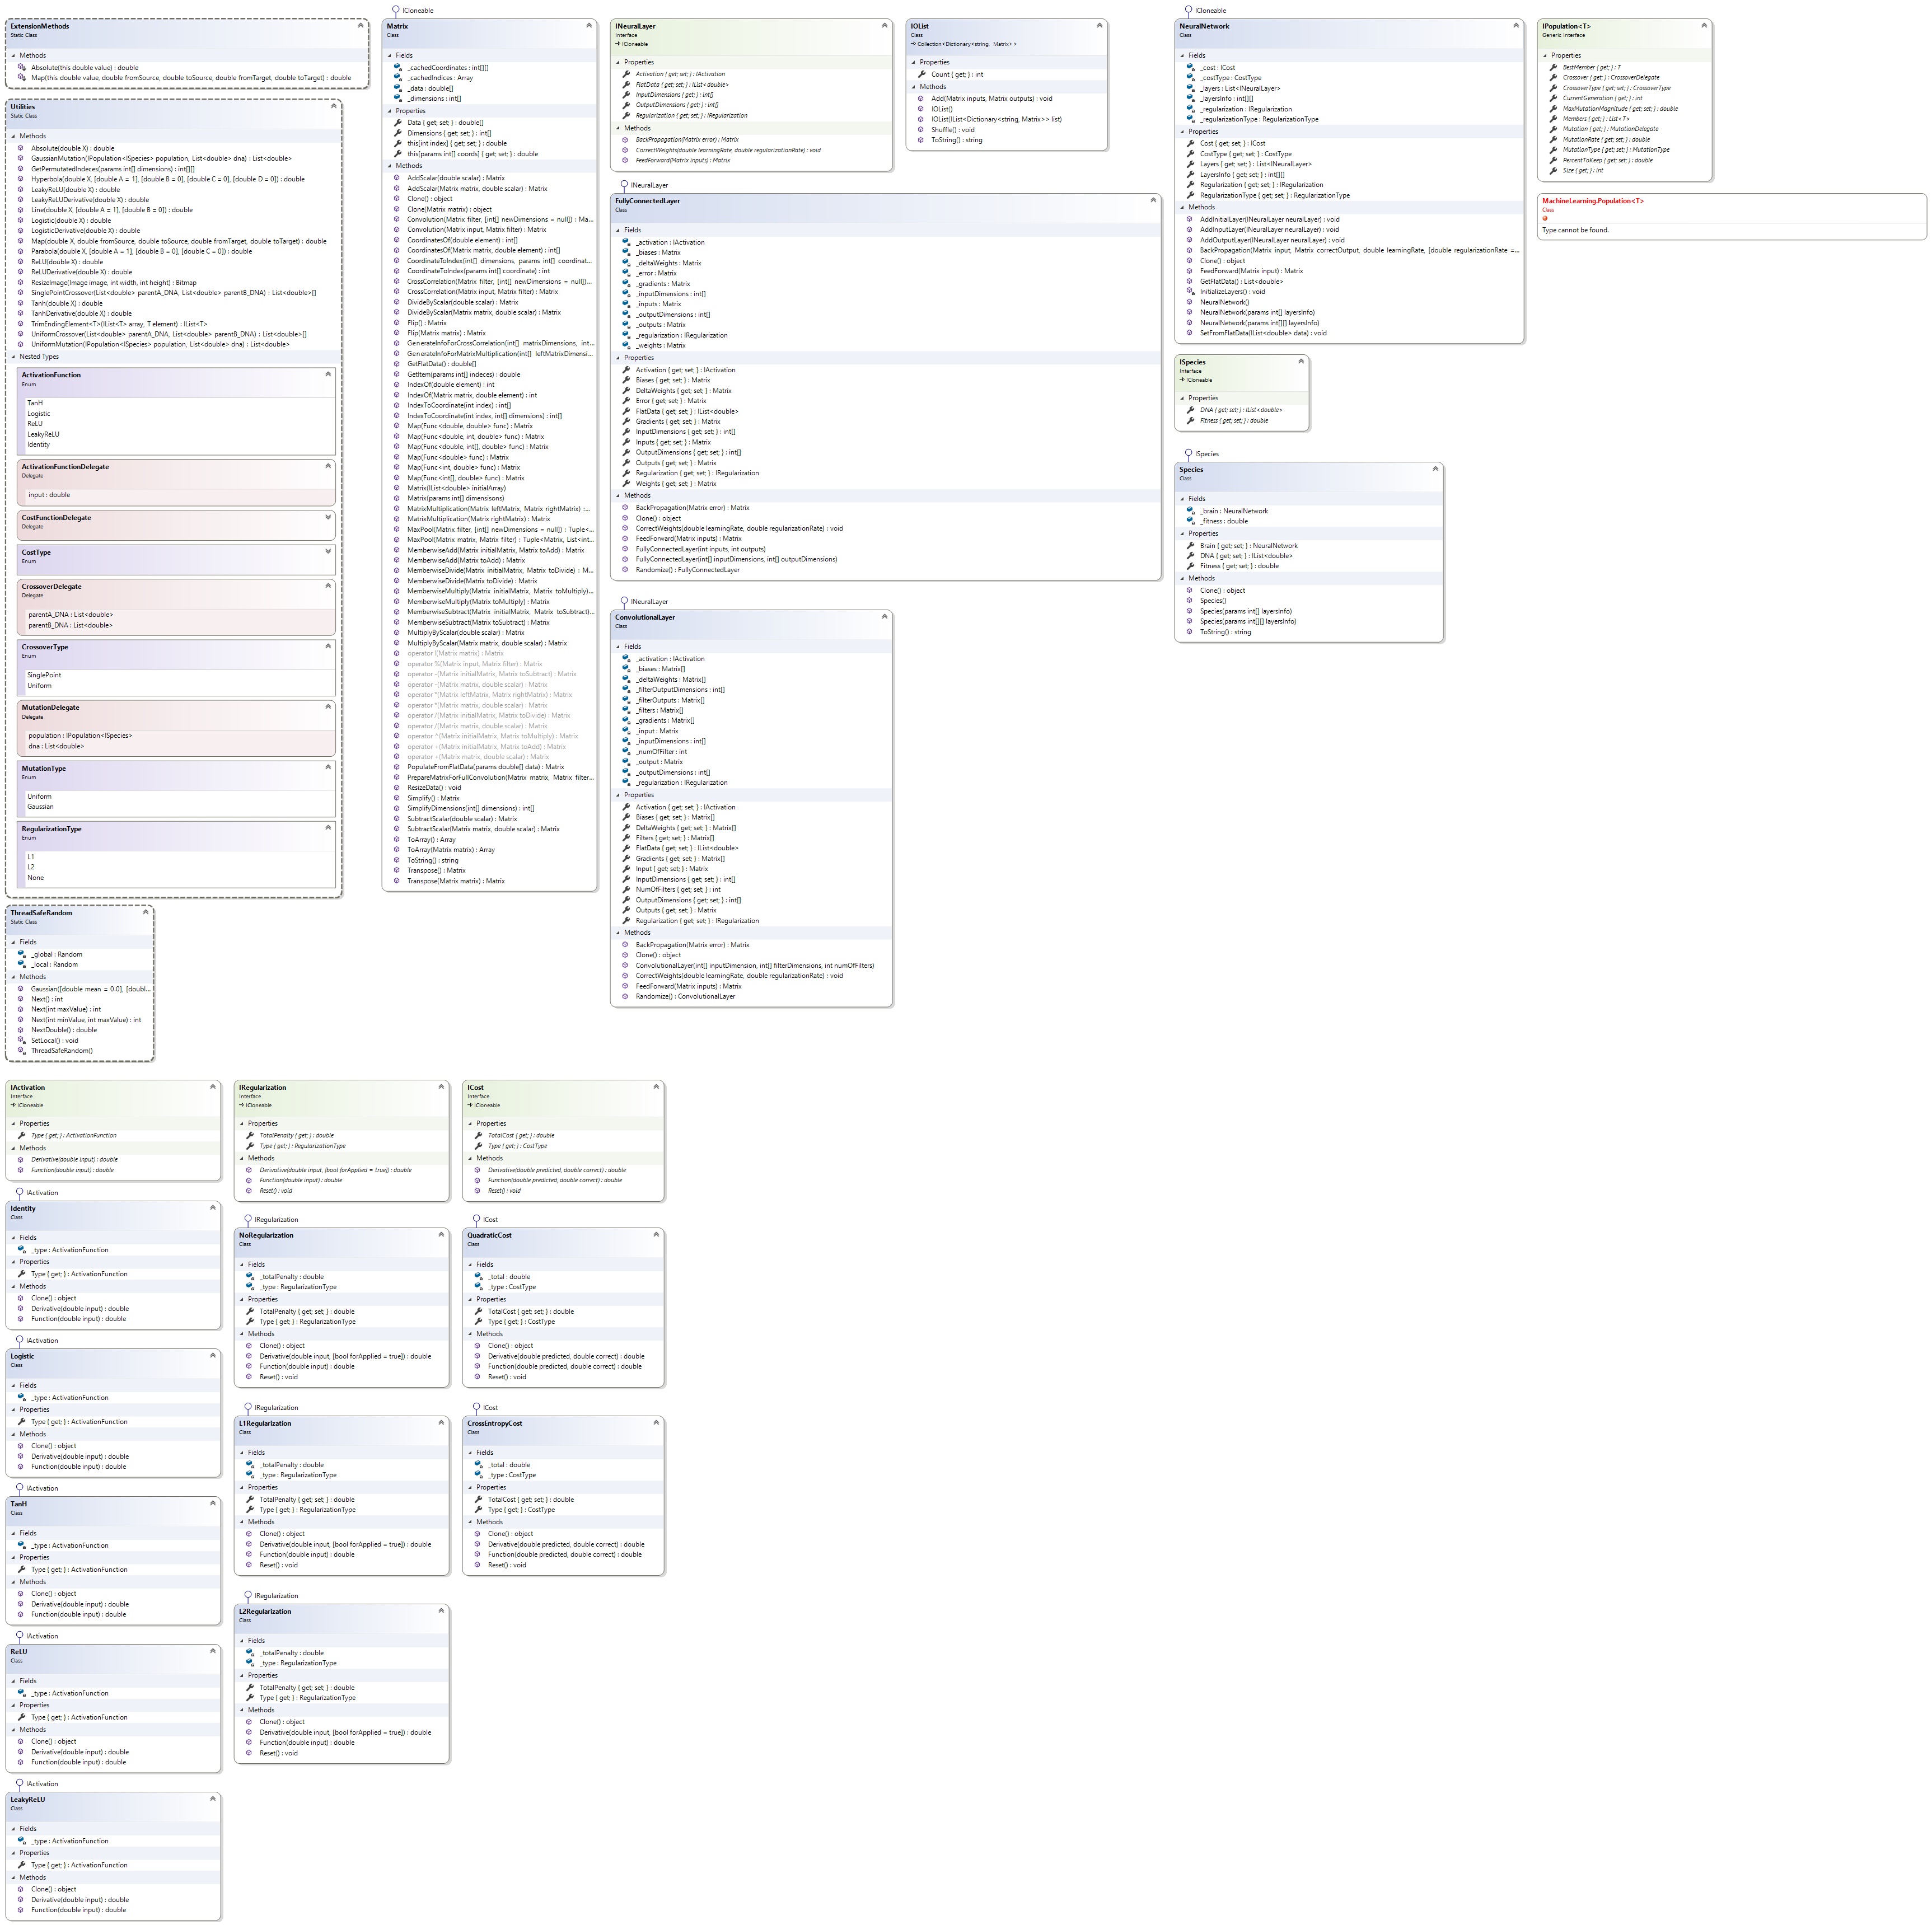 ExtensionMethods
Static Class
Methods
Absolute(this double value) : double
Map(this double value, double fromSource, double toSource, double fromTarget, double toTarget) : double
Utilities
Static Class
Methods
Absolute(double X) : double
GaussianMutation(IPopulation<ISpecies> population, List<double> dna) : List<double>
GetPermutatedIndeces(params int[] dimensions) : int[][]
Hyperbola(double X, [double A = 1], [double B = 0], [double C = 0], [double D = 0]) : double
LeakyReLU(double X) : double
LeakyReLUDerivative(double X) : double
Line(double X, [double A = 1], [double B = 0]) : double
Logistic(double X) : double
LogisticDerivative(double X) : double
Map(double X, double fromSource, double toSource, double fromTarget, double toTarget) : double
Parabola(double X, [double A = 1], [double B = 0], [double C = 0]) : double
ReLU(double X) : double
ReLUDerivative(double X) : double
ResizeImage(Image image, int width, int height) : Bitmap
SinglePointCrossover(List<double> parentA_DNA, List<double> parentB_DNA) : List<double>[]
Tanh(double X) : double
TanhDerivative(double X) : double
TrimEndingElement<T>(IList<T> array, T element) : IList<T>
UniformCrossover(List<double> parentA_DNA, List<double> parentB_DNA) : List<double>[]
UniformMutation(IPopulation<ISpecies> population, List<double> dna) : List<double>
Nested Types
ActivationFunction
Enum
TanH
Logistic
ReLU
LeakyReLU
Identity
ActivationFunctionDelegate
Delegate
input : double
CostFunctionDelegate
Delegate
CostType
Enum
CrossoverDelegate
Delegate
parentA_DNA : List<double>
parentB_DNA : List<double>
CrossoverType
Enum
SinglePoint
Uniform
MutationDelegate
Delegate
population : IPopulation<ISpecies>
dna : List<double>
MutationType
Enum
Uniform
Gaussian
RegularizationType
Enum
L1
L2
None
ThreadSafeRandom
Static Class
Fields
_global : Random
_local : Random
Methods
Gaussian([double mean = 0.0], [doubl...
Next() : int
Next(int maxValue) : int
Next(int minValue, int maxValue) : int
NextDouble() : double
SetLocal() : void
ThreadSafeRandom()
ICloneable
Matrix
Class
Fields
_cachedCoordinates : int[][]
_cachedIndices : Array
_data : double[]
_dimensions : int[]
Properties
Data { get; set; } : double[]
Dimensions { get; set; } : int[]
this[int index] { get; set; } : double
this[params int[] coords] { get; set; } : double
Methods
AddScalar(double scalar) : Matrix
AddScalar(Matrix matrix, double scalar) : Matrix
Clone() : object
Clone(Matrix matrix) : object
Convolution(Matrix filter, [int[] newDimensions = null]) : Ma...
Convolution(Matrix input, Matrix filter) : Matrix
CoordinatesOf(double element) : int[]
CoordinatesOf(Matrix matrix, double element) : int[]
CoordinateToIndex(int[] dimensions, params int[] coordinat...
CoordinateToIndex(params int[] coordinate) : int
CrossCorrelation(Matrix filter, [int[] newDimensions = null])...
CrossCorrelation(Matrix input, Matrix filter) : Matrix
DivideByScalar(double scalar) : Matrix
DivideByScalar(Matrix matrix, double scalar) : Matrix
Flip() : Matrix
Flip(Matrix matrix) : Matrix
GenerateInfoForCrossCorrelation(int[] matrixDimensions, int...
GenerateInfoForMatrixMultiplication(int[] leftMatrixDimensi...
GetFlatData() : double[]
GetItem(params int[] indeces) : double
IndexOf(double element) : int
IndexOf(Matrix matrix, double element) : int
IndexToCoordinate(int index) : int[]
IndexToCoordinate(int index, int[] dimensions) : int[]
Map(Func<double, double> func) : Matrix
Map(Func<double, int, double> func) : Matrix
Map(Func<double, int[], double> func) : Matrix
Map(Func<double> func) : Matrix
Map(Func<int, double> func) : Matrix
Map(Func<int[], double> func) : Matrix
Matrix(IList<double> initialArray)
Matrix(params int[] dimensisons)
MatrixMultiplication(Matrix leftMatrix, Matrix rightMatrix) :...
MatrixMultiplication(Matrix rightMatrix) : Matrix
MaxPool(Matrix filter, [int[] newDimensions = null]) : Tuple<...
MaxPool(Matrix matrix, Matrix filter) : Tuple<Matrix, List<int...
MemberwiseAdd(Matrix initialMatrix, Matrix toAdd) : Matrix
MemberwiseAdd(Matrix toAdd) : Matrix
MemberwiseDivide(Matrix initialMatrix, Matrix toDivide) : M...
MemberwiseDivide(Matrix toDivide) : Matrix
MemberwiseMultiply(Matrix initialMatrix, Matrix toMultiply)...
MemberwiseMultiply(Matrix toMultiply) : Matrix
MemberwiseSubtract(Matrix initialMatrix, Matrix toSubtract)...
MemberwiseSubtract(Matrix toSubtract) : Matrix
MultiplyByScalar(double scalar) : Matrix
MultiplyByScalar(Matrix matrix, double scalar) : Matrix
operator !(Matrix matrix) : Matrix
operator %(Matrix input, Matrix filter) : Matrix
operator -(Matrix initialMatrix, Matrix toSubtract) : Matrix
operator -(Matrix matrix, double scalar) : Matrix
operator *(Matrix leftMatrix, Matrix rightMatrix) : Matrix
operator *(Matrix matrix, double scalar) : Matrix
operator /(Matrix initialMatrix, Matrix toDivide) : Matrix
operator /(Matrix matrix, double scalar) : Matrix
operator ^(Matrix initialMatrix, Matrix toMultiply) : Matrix
operator +(Matrix initialMatrix, Matrix toAdd) : Matrix
operator +(Matrix matrix, double scalar) : Matrix
PopulateFromFlatData(params double[] data) : Matrix
PrepareMatrixForFullConvolution(Matrix matrix, Matrix filter...
ResizeData() : void
Simplify() : Matrix
SimplifyDimensions(int[] dimensions) : int[]
SubtractScalar(double scalar) : Matrix
SubtractScalar(Matrix matrix, double scalar) : Matrix
ToArray() : Array
ToArray(Matrix matrix) : Array
ToString() : string
Transpose() : Matrix
Transpose(Matrix matrix) : Matrix
INeuralLayer
Interface
ICloneable
Properties
Activation { get; set; } : IActivation
FlatData { get; set; } : IList<double>
InputDimensions { get; } : int[]
OutputDimensions { get; } : int[]
Regularization { get; set; } : IRegularization
Methods
BackPropagation(Matrix error) : Matrix
CorrectWeights(double learningRate, double regularizationRate) : void
FeedForward(Matrix inputs) : Matrix
INeuralLayer
FullyConnectedLayer
Class
Fields
_activation : IActivation
_biases : Matrix
_deltaWeights : Matrix
_error : Matrix
_gradients : Matrix
_inputDimensions : int[]
_inputs : Matrix
_outputDimensions : int[]
_outputs : Matrix
_regularization : IRegularization
_weights : Matrix
Properties
Activation { get; set; } : IActivation
Biases { get; set; } : Matrix
DeltaWeights { get; set; } : Matrix
Error { get; set; } : Matrix
FlatData { get; set; } : IList<double>
Gradients { get; set; } : Matrix
InputDimensions { get; set; } : int[]
Inputs { get; set; } : Matrix
OutputDimensions { get; set; } : int[]
Outputs { get; set; } : Matrix
Regularization { get; set; } : IRegularization
Weights { get; set; } : Matrix
Methods
BackPropagation(Matrix error) : Matrix
Clone() : object
CorrectWeights(double learningRate, double regularizationRate) : void
FeedForward(Matrix inputs) : Matrix
FullyConnectedLayer(int inputs, int outputs)
FullyConnectedLayer(int[] inputDimensions, int[] outputDimensions)
Randomize() : FullyConnectedLayer
INeuralLayer
ConvolutionalLayer
Class
Fields
_activation : IActivation
_biases : Matrix[]
_deltaWeights : Matrix[]
_filterOutputDimensions : int[]
_filterOutputs : Matrix[]
_filters : Matrix[]
_gradients : Matrix[]
_input : Matrix
_inputDimensions : int[]
_numOfFilter : int
_output : Matrix
_outputDimensions : int[]
_regularization : IRegularization
Properties
Activation { get; set; } : IActivation
Biases { get; set; } : Matrix[]
DeltaWeights { get; set; } : Matrix[]
Filters { get; set; } : Matrix[]
FlatData { get; set; } : IList<double>
Gradients { get; set; } : Matrix[]
Input { get; set; } : Matrix
InputDimensions { get; set; } : int[]
NumOfFilters { get; set; } : int
OutputDimensions { get; set; } : int[]
Outputs { get; set; } : Matrix
Regularization { get; set; } : IRegularization
Methods
BackPropagation(Matrix error) : Matrix
Clone() : object
ConvolutionalLayer(int[] inputDimension, int[] filterDimensions, int numOfFilters)
CorrectWeights(double learningRate, double regularizationRate) : void
FeedForward(Matrix inputs) : Matrix
Randomize() : ConvolutionalLayer
IOList
Class
Collection<Dictionary<string, Matrix>>
Properties
Count { get; } : int
Methods
Add(Matrix inputs, Matrix outputs) : void
IOList()
IOList(IList<Dictionary<string, Matrix>> list)
Shuffle() : void
ToString() : string
ICloneable
NeuralNetwork
Class
Fields
_cost : ICost
_costType : CostType
_layers : List<INeuralLayer>
_layersInfo : int[][]
_regularization : IRegularization
_regularizationType : RegularizationType
Properties
Cost { get; set; } : ICost
CostType { get; set; } : CostType
Layers { get; set; } : List<INeuralLayer>
LayersInfo { get; set; } : int[][]
Regularization { get; set; } : IRegularization
RegularizationType { get; set; } : RegularizationType
Methods
AddInitialLayer(INeuralLayer neuralLayer) : void
AddInputLayer(INeuralLayer neuralLayer) : void
AddOutputLayer(INeuralLayer neuralLayer) : void
BackPropagation(Matrix input, Matrix correctOutput, double learningRate, [double regularizationRate =...
Clone() : object
FeedForward(Matrix input) : Matrix
GetFlatData() : List<double>
InitializeLayers() : void
NeuralNetwork()
NeuralNetwork(params int[] layersInfo)
NeuralNetwork(params int[][] layersInfo)
SetFromFlatData(IList<double> data) : void
ISpecies
Interface
ICloneable
Properties
DNA { get; set; } : IList<double>
Fitness { get; set; } : double
ISpecies
Species
Class
Fields
_brain : NeuralNetwork
_fitness : double
Properties
Brain { get; set; } : NeuralNetwork
DNA { get; set; } : IList<double>
Fitness { get; set; } : double
Methods
Clone() : object
Species()
Species(params int[] layersInfo)
Species(params int[][] layersInfo)
ToString() : string
IPopulation<T>
Generic Interface
Properties
BestMember { get; } : T
Crossover { get; } : CrossoverDelegate
CrossoverType { get; set; } : CrossoverType
CurrentGeneration { get; } : int
MaxMutationMagnitude { get; set; } : double
Members { get; } : List<T>
Mutation { get; } : MutationDelegate
MutationRate { get; set; } : double
MutationType { get; set; } : MutationType
PercentToKeep { get; set; } : double
Size { get; } : int
MachineLearning.Population<T>
Class
Type cannot be found.
IActivation
Interface
ICloneable
Properties
Type { get; } : ActivationFunction
Methods
Derivative(double input) : double
Function(double input) : double
IActivation
Identity
Class
Fields
_type : ActivationFunction
Properties
Type { get; } : ActivationFunction
Methods
Clone() : object
Derivative(double input) : double
Function(double input) : double
IActivation
Logistic
Class
Fields
_type : ActivationFunction
Properties
Type { get; } : ActivationFunction
Methods
Clone() : object
Derivative(double input) : double
Function(double input) : double
IActivation
TanH
Class
Fields
_type : ActivationFunction
Properties
Type { get; } : ActivationFunction
Methods
Clone() : object
Derivative(double input) : double
Function(double input) : double
IActivation
ReLU
Class
Fields
_type : ActivationFunction
Properties
Type { get; } : ActivationFunction
Methods
Clone() : object
Derivative(double input) : double
Function(double input) : double
IActivation
LeakyReLU
Class
Fields
_type : ActivationFunction
Properties
Type { get; } : ActivationFunction
Methods
Clone() : object
Derivative(double input) : double
Function(double input) : double
IRegularization
Interface
ICloneable
Properties
TotalPenalty { get; } : double
Type { get; } : RegularizationType
Methods
Derivative(double input, [bool forApplied = true]) : double
Function(double input) : double
Reset() : void
IRegularization
NoRegularization
Class
Fields
_totalPenalty : double
_type : RegularizationType
Properties
TotalPenalty { get; set; } : double
Type { get; } : RegularizationType
Methods
Clone() : object
Derivative(double input, [bool forApplied = true]) : double
Function(double input) : double
Reset() : void
IRegularization
L1Regularization
Class
Fields
_totalPenalty : double
_type : RegularizationType
Properties
TotalPenalty { get; set; } : double
Type { get; } : RegularizationType
Methods
Clone() : object
Derivative(double input, [bool forApplied = true]) : double
Function(double input) : double
Reset() : void
IRegularization
L2Regularization
Class
Fields
_totalPenalty : double
_type : RegularizationType
Properties
TotalPenalty { get; set; } : double
Type { get; } : RegularizationType
Methods
Clone() : object
Derivative(double input, [bool forApplied = true]) : double
Function(double input) : double
Reset() : void
ICost
Interface
ICloneable
Properties
TotalCost { get; } : double
Type { get; } : CostType
Methods
Derivative(double predicted, double correct) : double
Function(double predicted, double correct) : double
Reset() : void
ICost
QuadraticCost
Class
Fields
_total : double
_type : CostType
Properties
TotalCost { get; set; } : double
Type { get; } : CostType
Methods
Clone() : object
Derivative(double predicted, double correct) : double
Function(double predicted, double correct) : double
Reset() : void
ICost
CrossEntropyCost
Class
Fields
_total : double
_type : CostType
Properties
TotalCost { get; set; } : double
Type { get; } : CostType
Methods
Clone() : object
Derivative(double predicted, double correct) : double
Function(double predicted, double correct) : double
Reset() : void